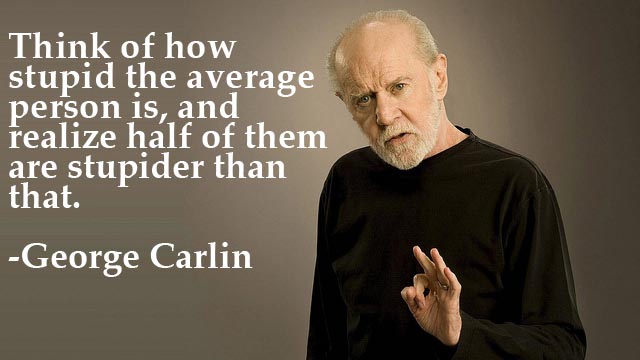 Think of how
stupid the average
person is, and
realize half of them
are stupider than
that.
-George Carlin